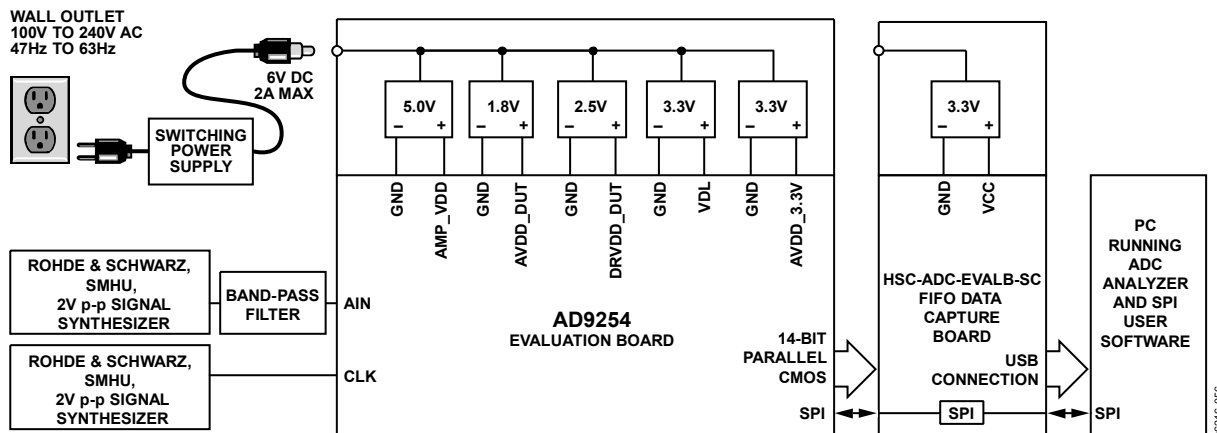 WALL OUTLET
100V TO 240V AC
47Hz TO 63Hz
6V DC
2A MAX
SWITCHING
POWER
SUPPLY
5.0V
– +
1.8V
– +
2.5V
– +
3.3V
– +
3.3V
– +
3.3V
– +
GND
AMP_VDD
GND
AVDD_DUT
GND
DRVDD_DUT
GND
VDL
GND
AVDD_3.3V
GND
VCC
ROHDE & SCHWARZ,
SMHU,
2V p-p SIGNAL
SYNTHESIZER
BAND-PASS
FILTER
AIN
ROHDE & SCHWARZ,
SMHU,
2V p-p SIGNAL
SYNTHESIZER
CLK
AD9254
EVALUATION BOARD
14-BIT
PARALLEL
CMOS
SPI
HSC-ADC-EVALB-SC
FIFO DATA
CAPTURE
BOARD
USB
CONNECTION
SPI
PC
RUNNING
ADC
ANALYZER
AND SPI
USER
SOFTWARE
SPI